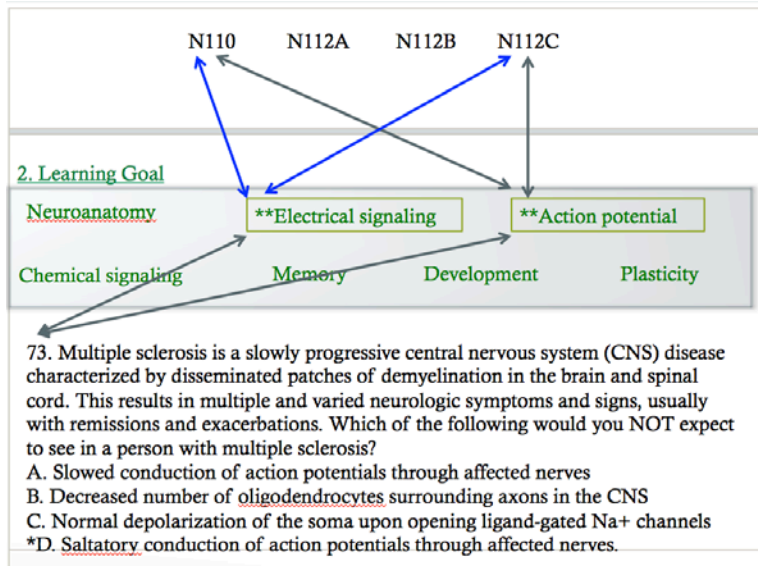 N110 N112A N112B N112C
2. Learning Goal
Neuroanatomy **Electrical signaling **Action potential
Chemical signaling Memory Development Plasticity
73. Multiple sclerosis is a slowly progressive central nervous system (CNS) disease
characterized by disseminated patches of demyelination in the brain and spinal
cord. This results in multiple and varied neurologic symptoms and signs, usually
with remissions and exacerbations. Which of the following would you NOT expect
to see in a person with multiple sclerosis?
A. Slowed conduction of action potentials through affected nerves
B. Decreased number of oligodendrocytes surrounding axons in the CNS
C. Normal depolarization of the soma upon opening ligand-gated Na+ channels
*D. Saltatory conduction of action potentials through affected nerves.